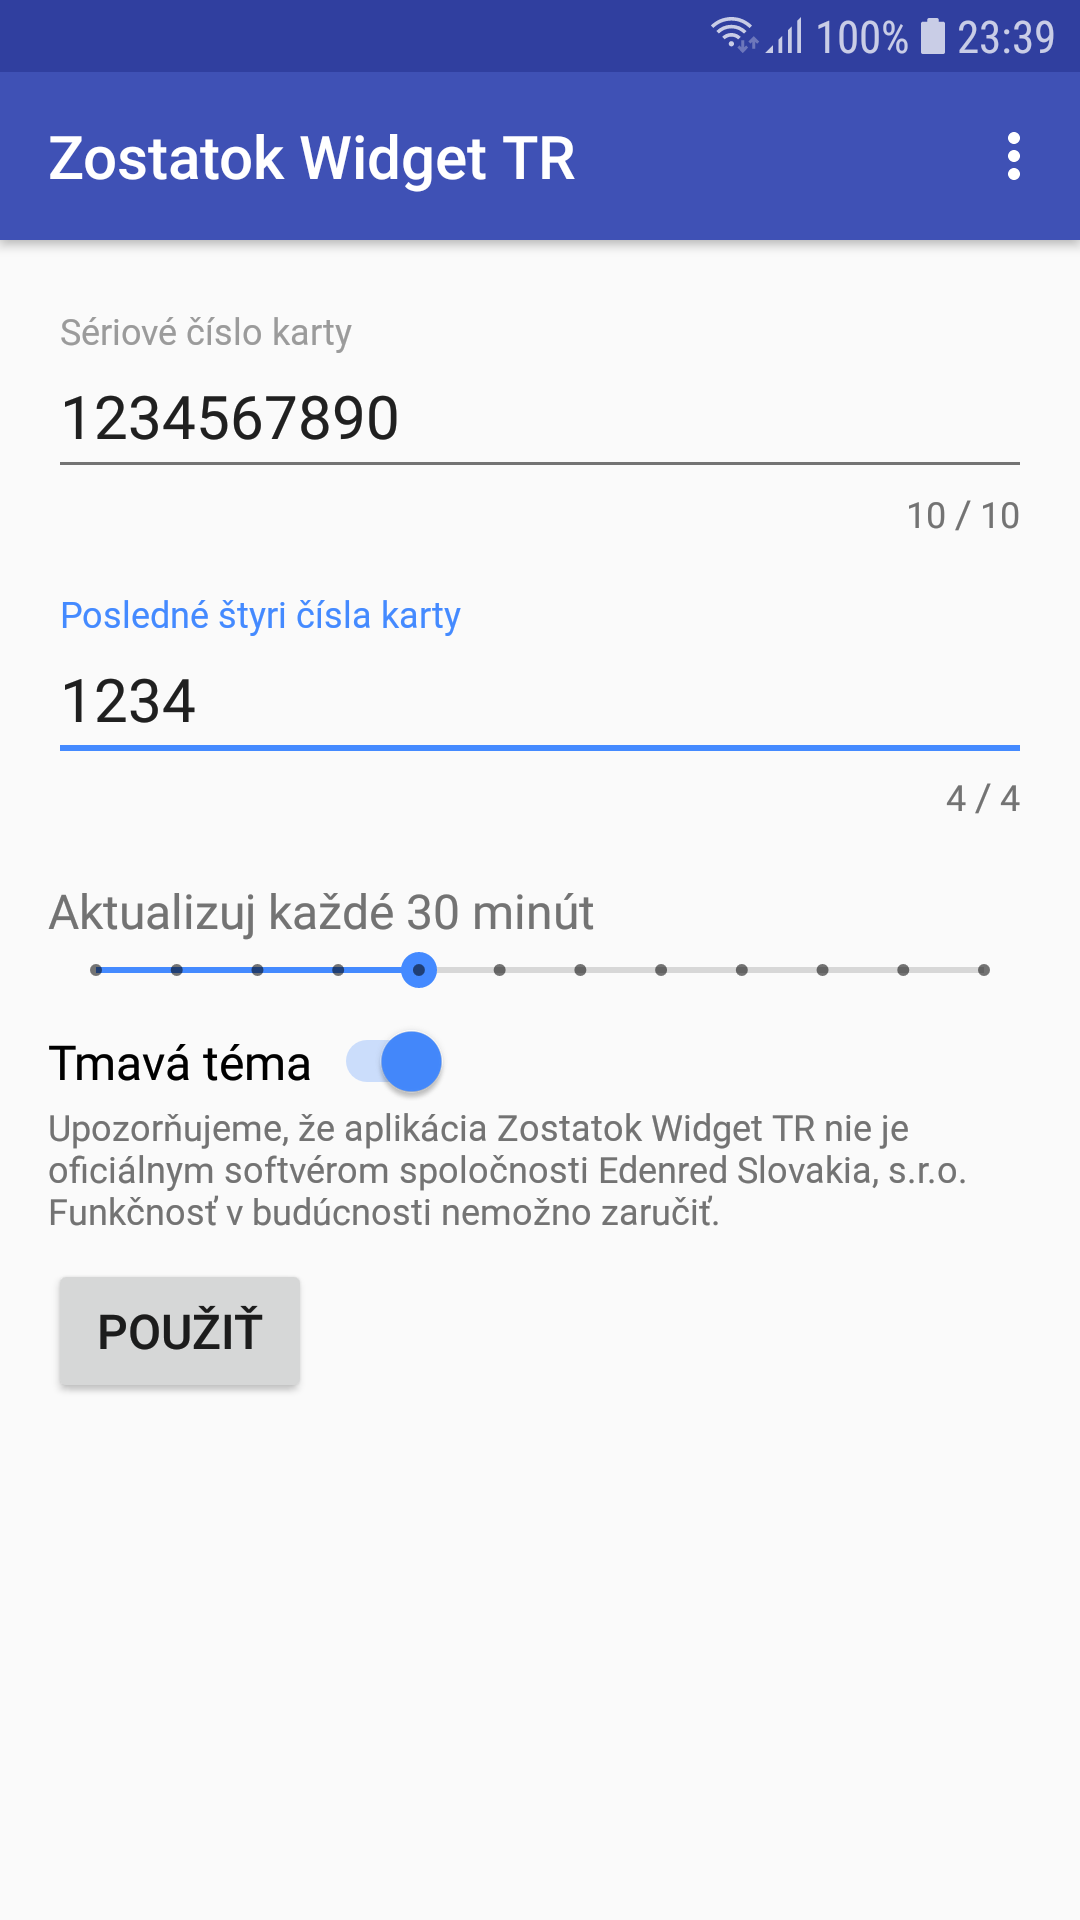 100% 23:39
Zostatok Widget TR
Sériové číslo karty
1234567890
10 / 10
Posledné štyri čísla karty
1234
4 / 4
Aktualizuj každé 30 minút
Tmavá téma
Upozorňujeme, že aplikácia Zostatok Widget TR nie je
oficiálnym softvérom spoločnosti Edenred Slovakia, s.r.o.
Funkčnosť v budúcnosti nemožno zaručiť.
POUŽIŤ